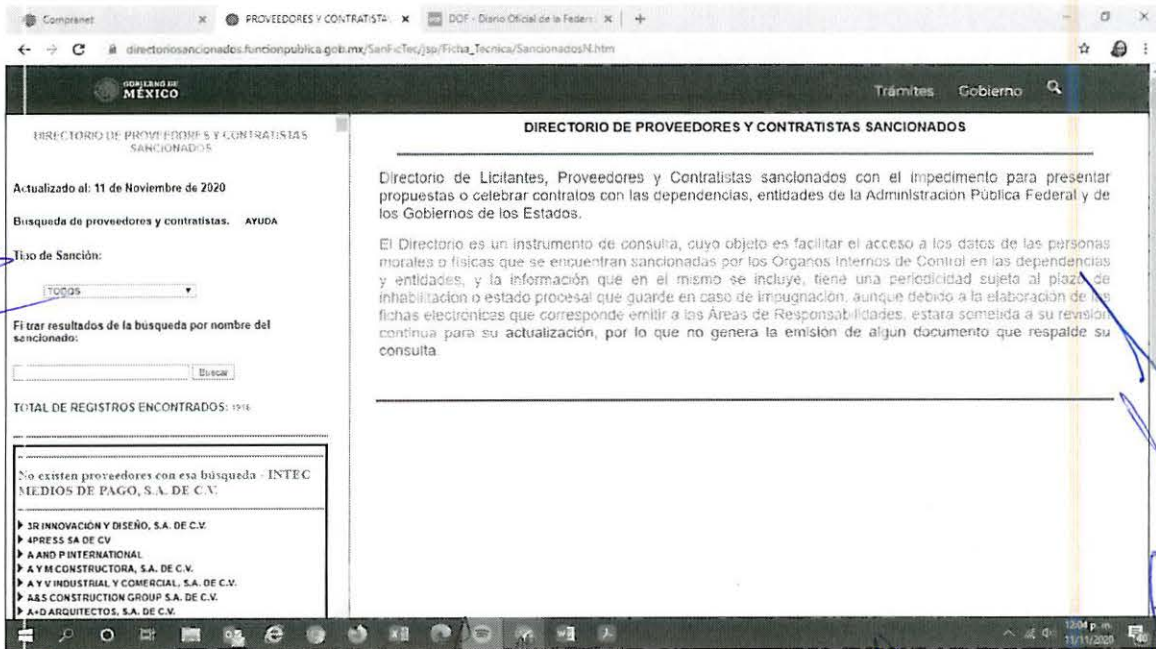 Compranet
PROVEEDORES Y CONTRATISTA
DOF - Diario Oficial de la Federa
directoriosancionados.funcionpublica.gob.mx/SanFicTec/jsp/Ficha_Tecnica/SancionadosN.htm
GOBIERNO DE
MÉXICO
Trámites Gobierno
DIRECTORIO DE PROVEEDORES Y CONTRATISTAS
SANCIONADOS
Actualizado al: 11 de Noviembre de 2020
Busqueda de proveedores y contratistas. AYUDA
Tipo de Sanción:
TODOS
Filtrar resultados de la búsqueda por nombre del
sancionado:
Buscar
TOTAL DE REGISTROS ENCONTRADOS:
No existen proveedores con esa búsqueda - INTEC
MEDIOS DE PAGO, S.A. DE C.V.
3R INNOVACIÓN Y DISEÑO, S.A. DE C.V.
4PRESS SA DE CV
A AND P INTERNATIONAL
A Y M CONSTRUCTORA, S.A. DE C.V.
A Y V INDUSTRIAL Y COMERCIAL, S.A. DE C.V.
A&S CONSTRUCTION GROUP S.A. DE C.V.
A+D ARQUITECTOS, S.A. DE C.V.
DIRECTORIO DE PROVEEDORES Y CONTRATISTAS SANCIONADOS
Directorio de Licitantes, Proveedores y Contratistas sancionados con el impedimento para presentar
propuestas o celebrar contratos con las dependencias, entidades de la Administración Pública Federal y de
los Gobiernos de los Estados.
El Directorio es un instrumento de consulta, cuyo objeto es facilitar el acceso a los datos de las personas
morales o físicas que se encuentran sancionadas por los Organos Internos de Control en las dependencias
y entidades, y la información que en el mismo se incluye, tiene una periodicidad sujeta al plazo de
inhabilitacion o estado procesal que guarde en caso de impugnación, aunque debido a la elaboración de las
fichas electrónicas que corresponde emitir a las Áreas de Responsabilidades, estara sometida a su revisión
continua para su actualización, por lo que no genera la emisión de algun documento que respalde su
consulta.
12:04 p. m.
11/11/2020